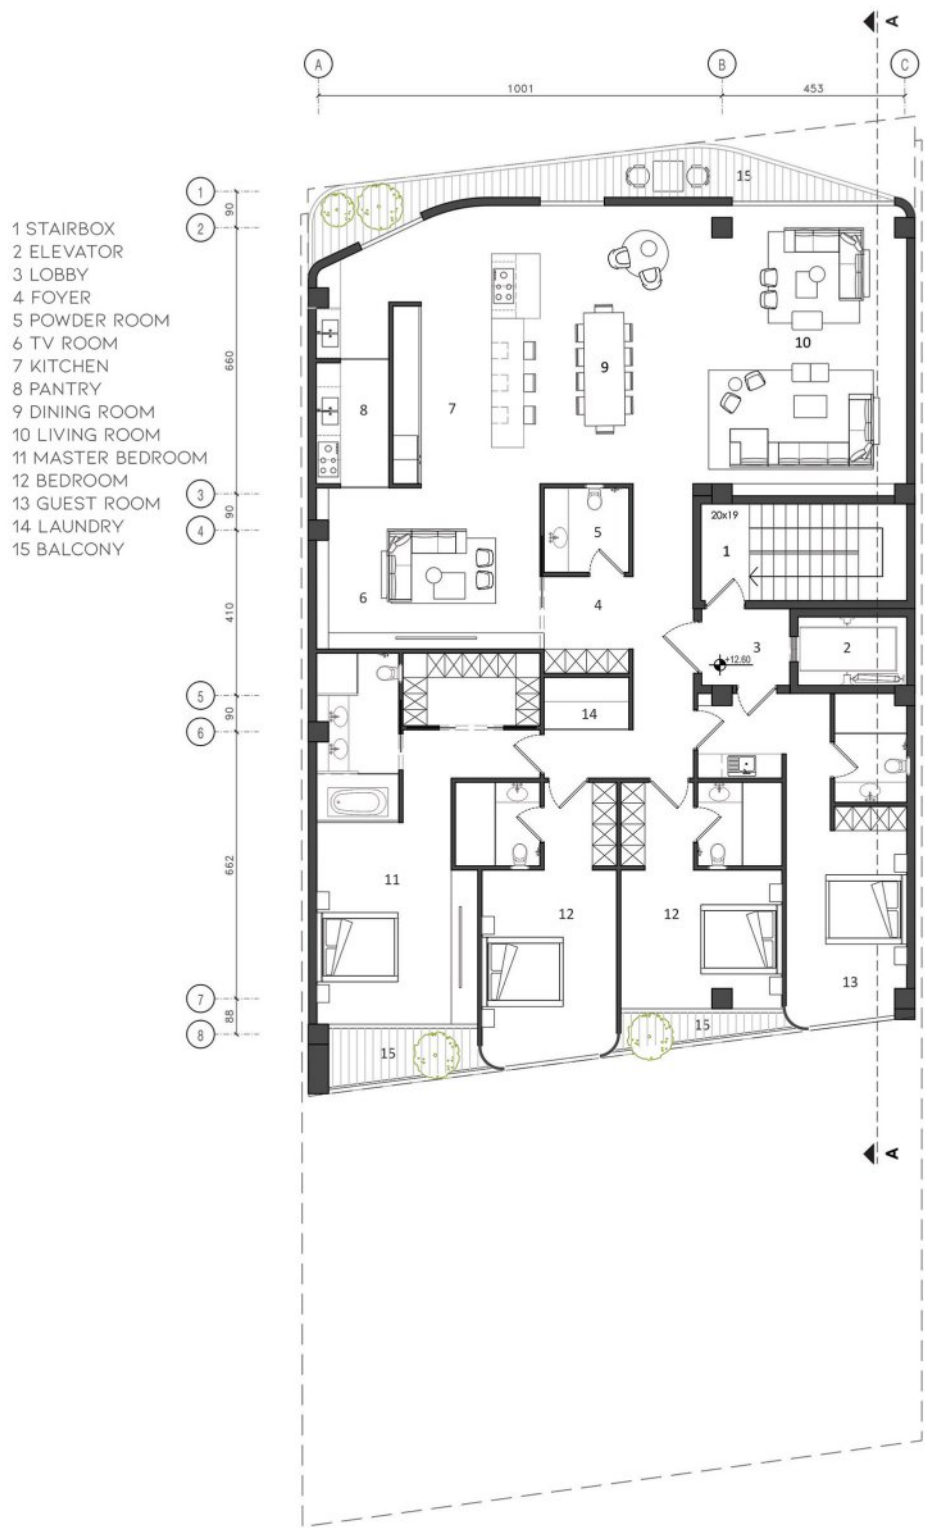 A
A
B
C
1001
453
1
90
2
1 STAIRBOX
2 ELEVATOR
3 LOBBY
4 FOYER
5 POWDER ROOM
6 TV ROOM
7 KITCHEN
8 PANTRY
9 DINING ROOM
10 LIVING ROOM
11 MASTER BEDROOM
12 BEDROOM
13 GUEST ROOM
14 LAUNDRY
15 BALCONY
660
3
90
4
410
5
90
6
662
7
88
8
15
10
9
8
7
20x19
5
1
6
4
3
2
+12.60
14
11
12
12
13
15
15
A